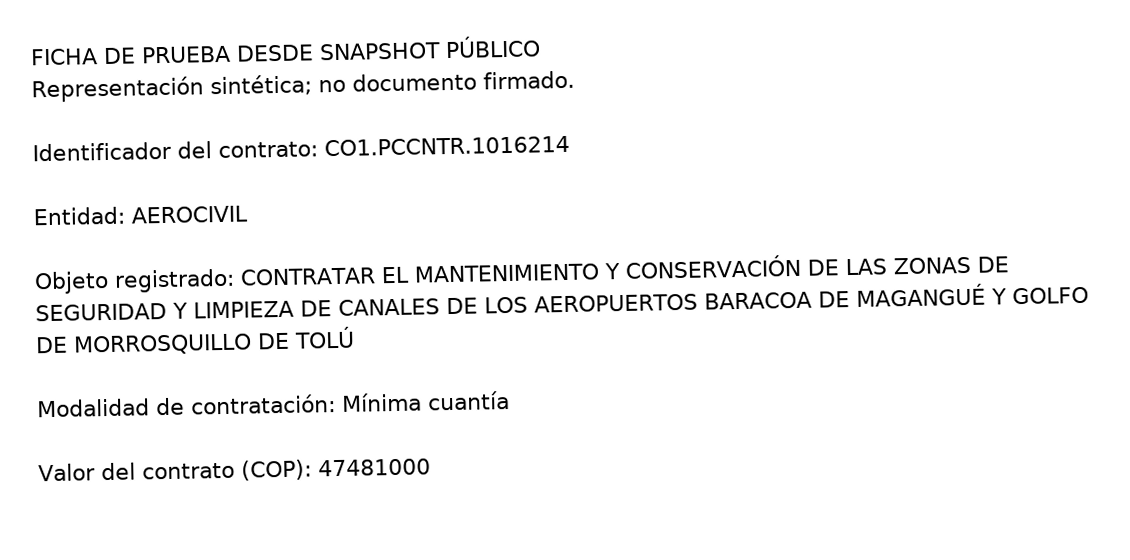 FICHA DE PRUEBA DESDE SNAPSHOT PÚBLICO
Representación sintética; no documento firmado.
Identificador del contrato: CO1.PCCNTR.1016214
Entidad: AEROCIVIL
Objeto registrado: CONTRATAR EL MANTENIMIENTO Y CONSERVACIÓN DE LAS ZONAS DE
SEGURIDAD Y LIMPIEZA DE CANALES DE LOS AEROPUERTOS BARACOA DE MAGANGUÉ Y GOLFO
DE MORROSQUILLO DE TOLÚ
Modalidad de contratación: Mínima cuantía
Valor del contrato (COP): 47481000